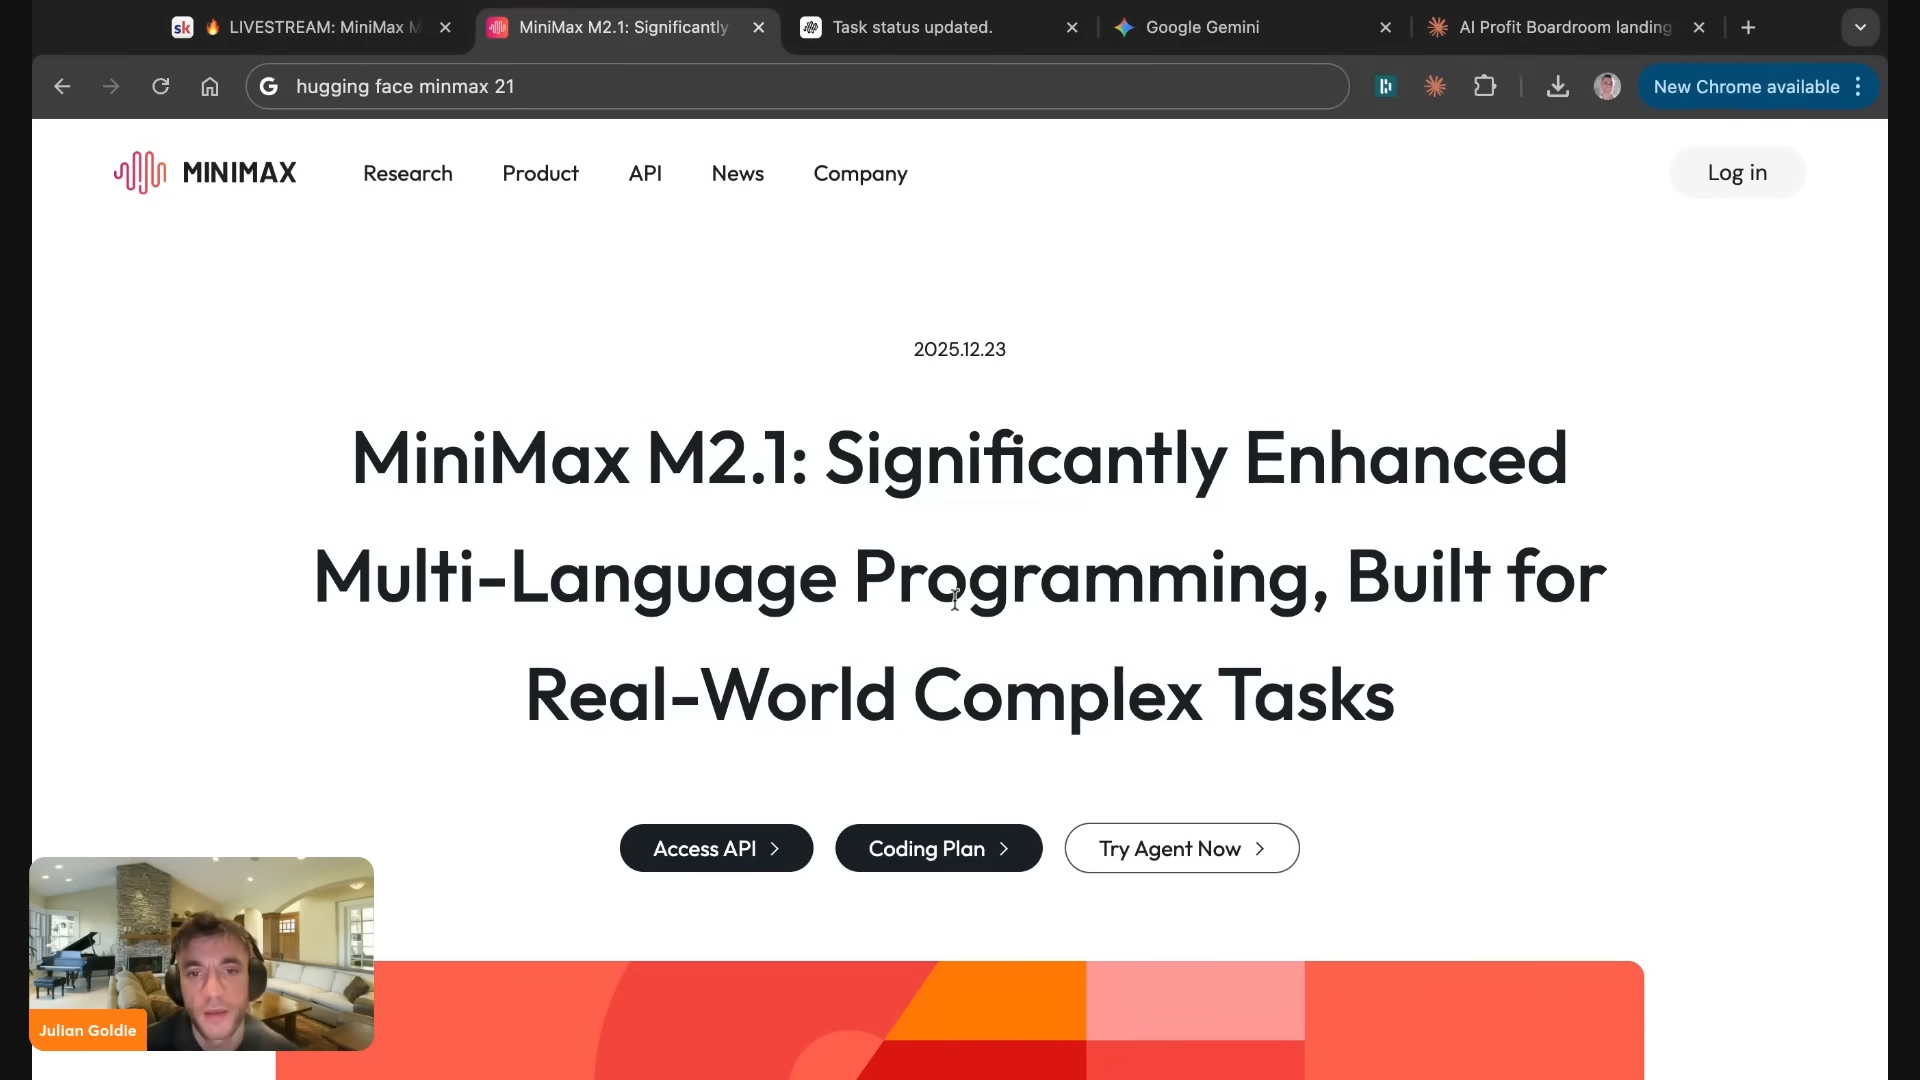 sk LIVESTREAM: MiniMax M
MiniMax M2.1: Significantly
Task status updated.
Google Gemini
AI Profit Boardroom landing
hugging face minmax 21
New Chrome available
MINIMAX
Research
Product
API
News
Company
Log in
2025.12.23
MiniMax M2.1: Significantly Enhanced
Multi-Language Programming, Built for
Real-World Complex Tasks
Access API
Coding Plan
Try Agent Now
Julian Goldie